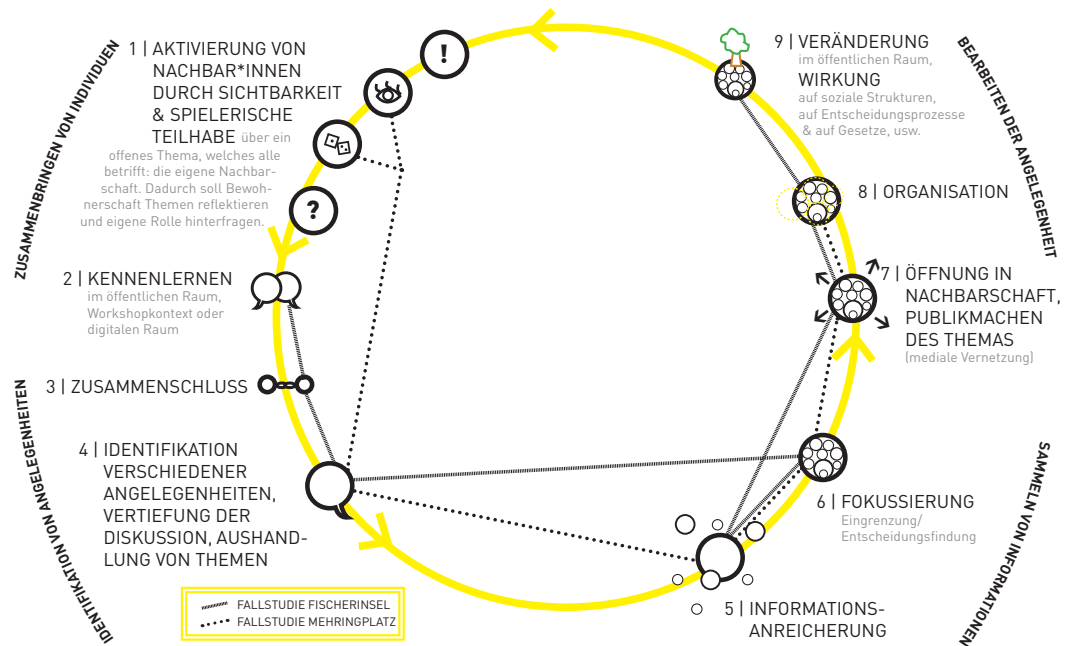 ZUSAMMENBRINGEN VON INDIVIDUEN
1 | AKTIVIERUNG VON
NACHBAR*INNEN
DURCH SICHTBARKEIT
& SPIELERISCHE
TEILHABE über ein
offenes Thema, welches alle
betrifft: die eigene Nachbar-
schaft. Dadurch soll Bewoh-
nerschaft Themen reflektieren
und eigene Rolle hinterfragen.
!
?
2 | KENNENLERNEN
im öffentlichen Raum,
Workshopkontext oder
digitalen Raum
IDENTIFIKATION VON ANGELEGENHEITEN
3 | ZUSAMMENSCHLUSS
4 | IDENTIFIKATION
VERSCHIEDENER
ANGELEGENHEITEN,
VERTIEFUNG DER
DISKUSSION, AUSHAND-
LUNG VON THEMEN
SAMMELN VON INFORMATIONEN
5 | INFORMATIONS-
ANREICHERUNG
6 | FOKUSSIERUNG
Eingrenzung/
Entscheidungsfindung
BEARBEITEN DER ANGELEGENHEIT
7 | ÖFFNUNG IN
NACHBARSCHAFT,
PUBLIKMACHEN
DES THEMAS
(mediale Vernetzung)
8 | ORGANISATION
9 | VERÄNDERUNG
im öffentlichen Raum,
WIRKUNG
auf soziale Strukturen,
auf Entscheidungsprozesse
& auf Gesetze, usw.
FALLSTUDIE FISCHERINSEL
FALLSTUDIE MEHRINGPLATZ